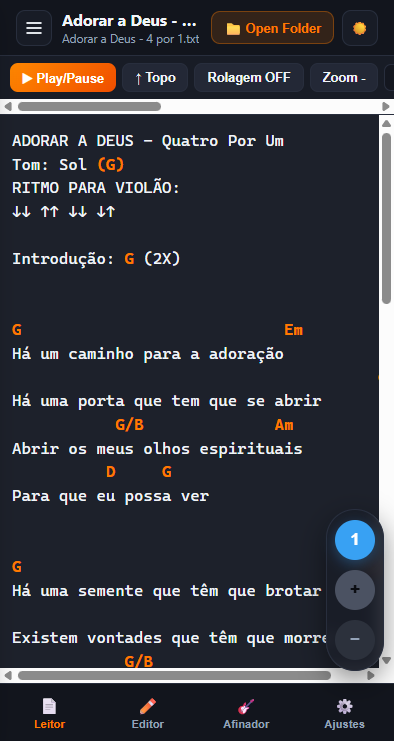 Adorar a Deus - ...
Adorar a Deus - 4 por 1.txt
Open Folder
Play/Pause
↑ Topo
Rolagem OFF
Zoom -
ADORAR A DEUS – Quatro Por Um
Tom: Sol (G)
RITMO PARA VIOLÃO:
↓↓ ↑↑ ↓↓ ↓↑
Introdução: G (2X)
G Em
Há um caminho para a adoração
Há uma porta que tem que se abrir
G/B Am
Abrir os meus olhos espirituais
D G
Para que eu possa ver
G
Há uma semente que têm que brotar
Existem vontades que têm que morre
G/B
1
+
−
Leitor
Editor
Afinador
Ajustes